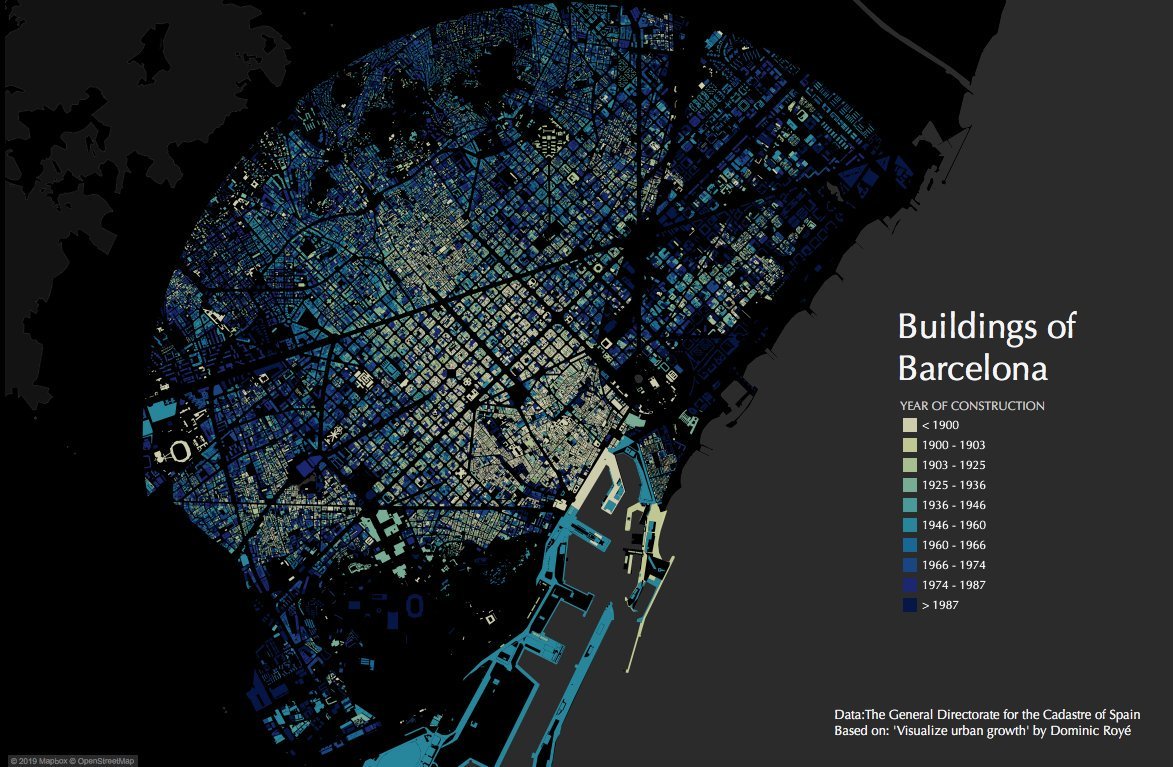 Buildings of
Barcelona
YEAR OF CONSTRUCTION
< 1900
1900 - 1903
1903 - 1925
1925 - 1936
1936 - 1946
1946 - 1960
1960 - 1966
1966 - 1974
1974 - 1987
> 1987
Data:The General Directorate for the Cadastre of Spain
Based on: 'Visualize urban growth' by Dominic Royé
© 2019 Mapbox © OpenStreetMap